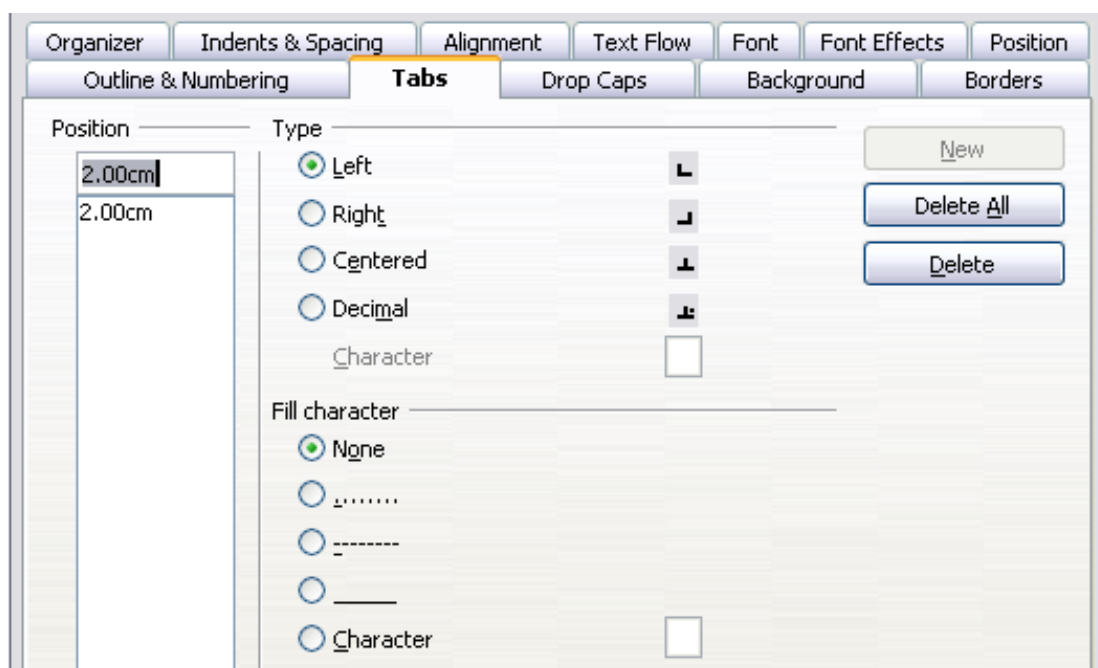 Organizer Indents & Spacing Alignment Text Flow Font Font Effects Position
Outline & Numbering Tabs Drop Caps Background Borders
Position
2.00cm
2.00cm
Type
Left
Right
Centered
Decimal
Character
Fill character
None
.........
--------
_____
Character
New
Delete All
Delete